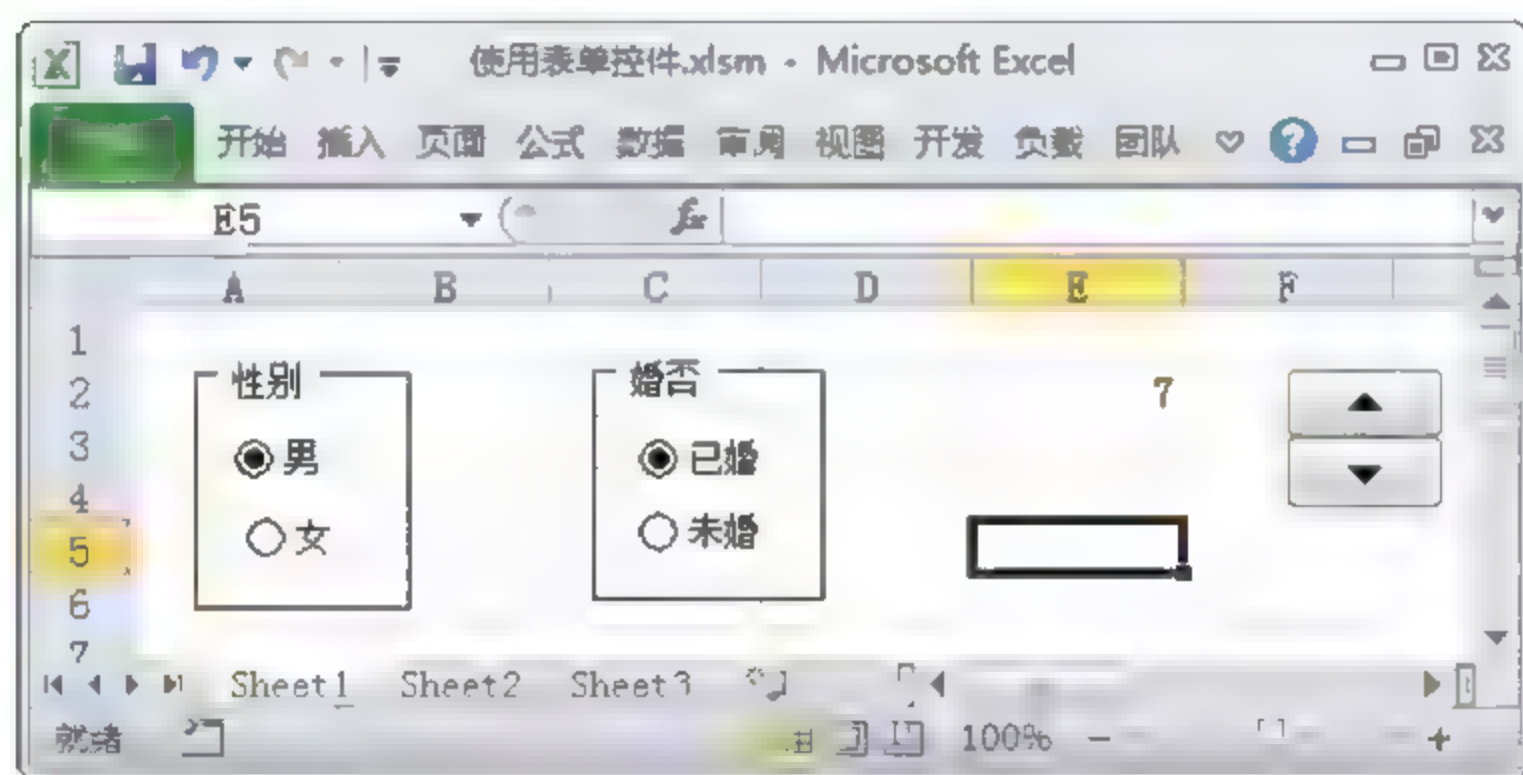 使用表单控件.xlsm - Microsoft Excel
开始 插入 页面 公式 数据 审阅 视图 开发 负载 团队
E5 fx
A B C D E F
1
2
3
4
5
6
7
性别
男
女
婚否
已婚
未婚
7
Sheet1 Sheet2 Sheet3
就绪 100%